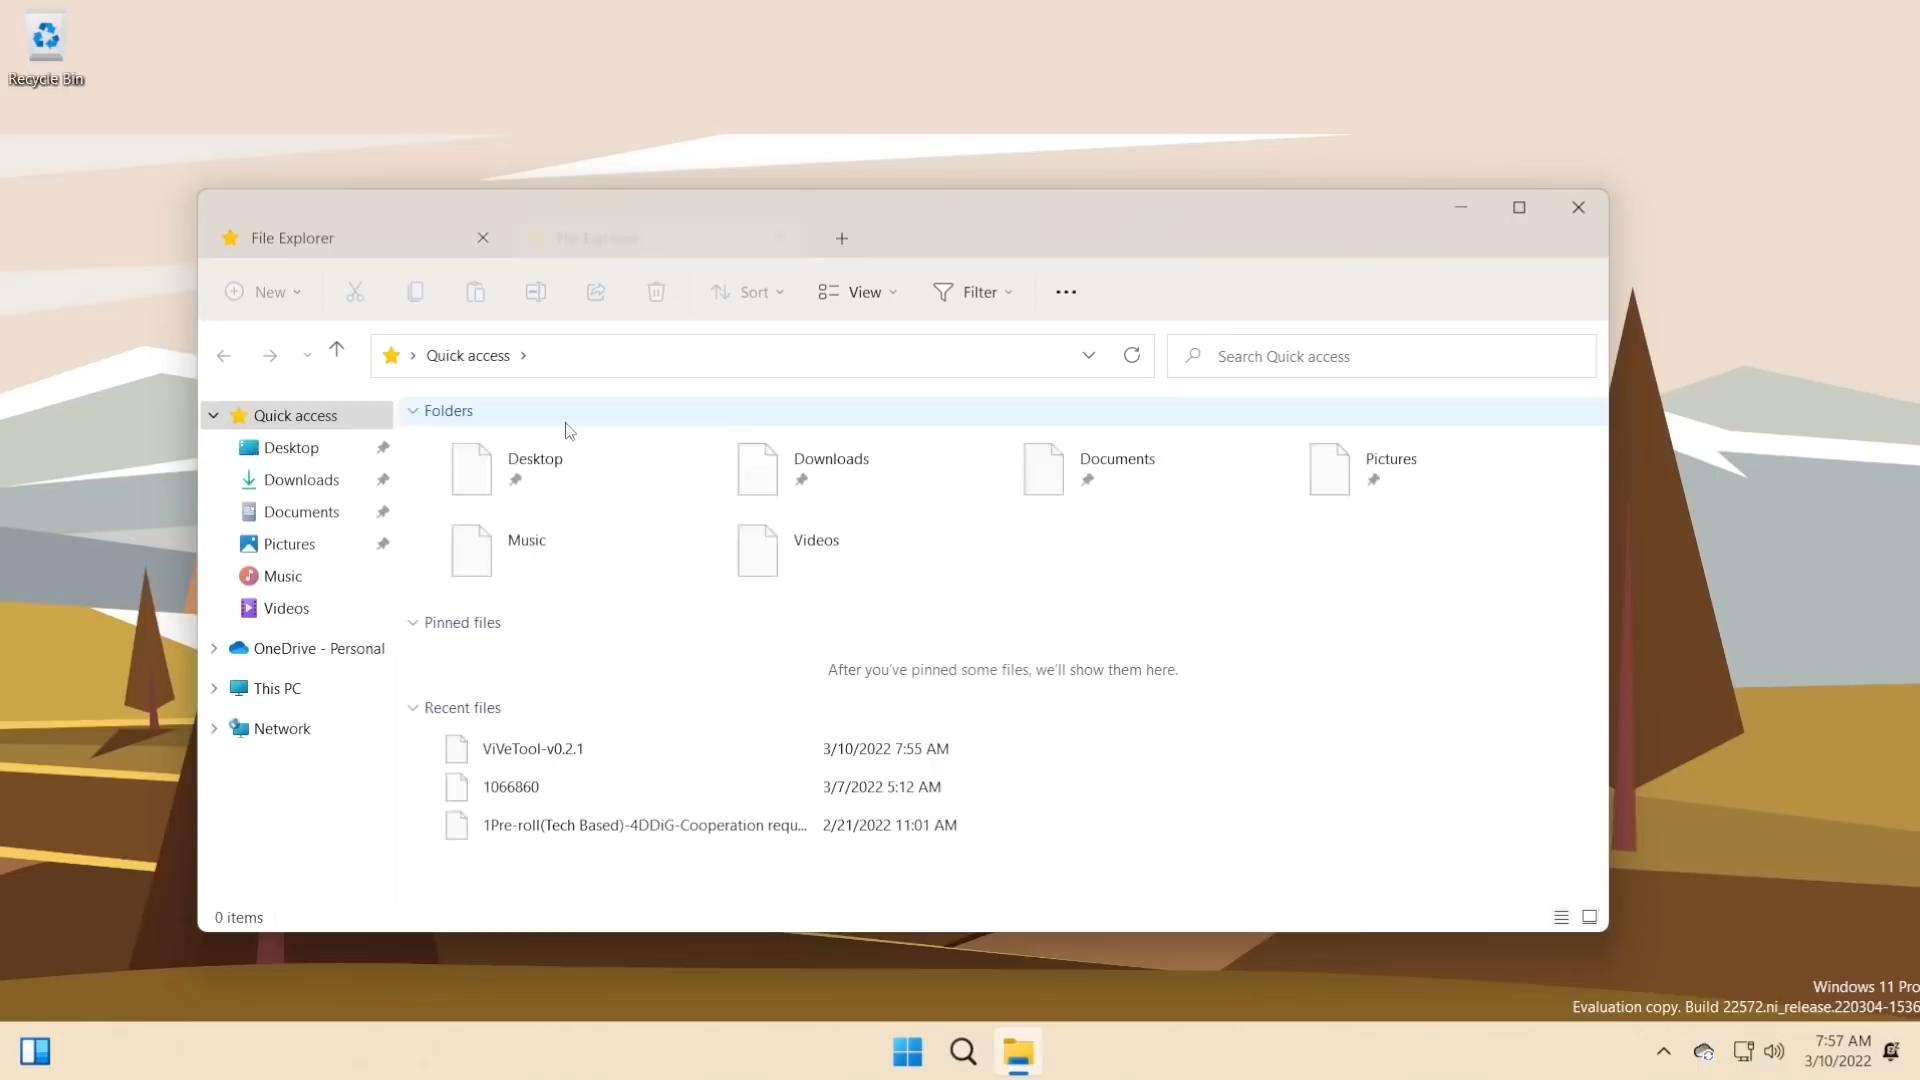 Recycle Bin
File Explorer
File Explorer
New
Sort
View
Filter
Quick access
Search Quick access
Quick access
Desktop
Downloads
Documents
Pictures
Music
Videos
OneDrive - Personal
This PC
Network
Folders
Desktop
Downloads
Documents
Pictures
Music
Videos
Pinned files
After you've pinned some files, we'll show them here.
Recent files
ViVeTool-v0.2.1 3/10/2022 7:55 AM
1066860 3/7/2022 5:12 AM
1Pre-roll(Tech Based)-4DDiG-Cooperation requ... 2/21/2022 11:01 AM
0 items
Windows 11 Pro
Evaluation copy. Build 22572.ni_release.220304-1536
7:57 AM
3/10/2022